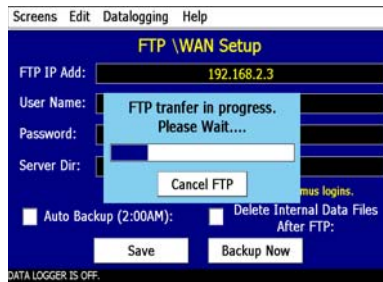 Screens Edit Datalogging Help
FTP \WAN Setup
FTP IP Add: 192.168.2.3
User Name:
FTP tranfer in progress.
Please Wait....
Password:
Server Dir:
Cancel FTP
mus logins.
Auto Backup (2:00AM):
Delete Internal Data Files
After FTP:
Save Backup Now
DATA LOGGER IS OFF.